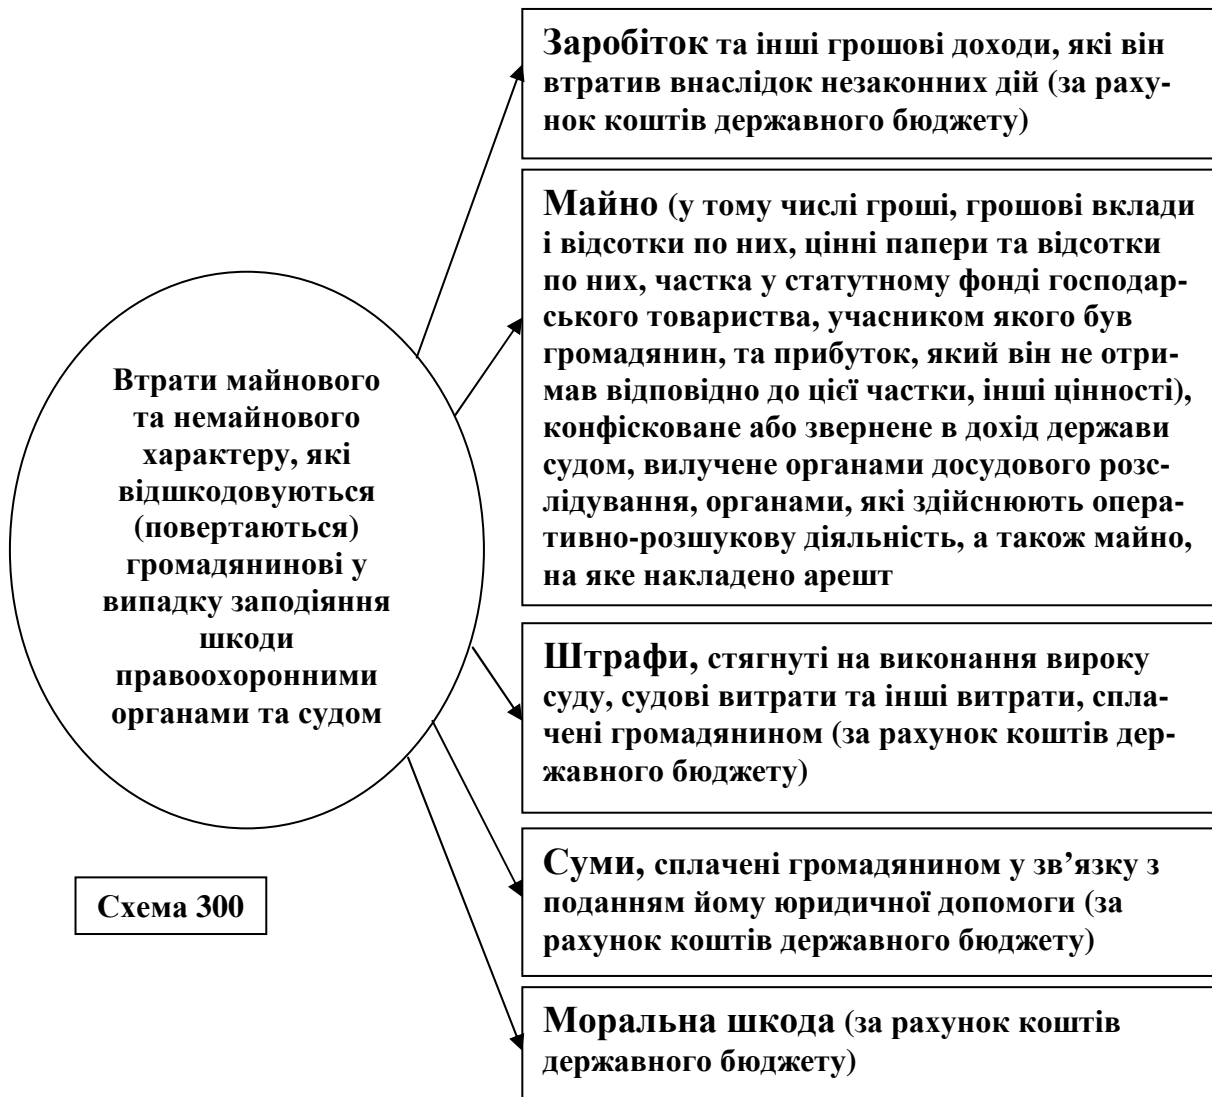 Втрати майнового
та немайнового
характеру, які
відшкодовуються
(повертаються)
громадянинові у
випадку заподіяння
шкоди
правоохоронними
органами та судом
Схема 300
Заробіток та інші грошові доходи, які він
втратив внаслідок незаконних дій (за раху-
нок коштів державного бюджету)
Майно (у тому числі гроші, грошові вклади
і відсотки по них, цінні папери та відсотки
по них, частка у статутному фонді господар-
ського товариства, учасником якого був
громадянин, та прибуток, який він не отри-
мав відповідно до цієї частки, інші цінності),
конфісковане або звернене в дохід держави
судом, вилучене органами досудового розс-
лідування, органами, які здійснюють опера-
тивно-розшукову діяльність, а також майно,
на яке накладено арешт
Штрафи, стягнуті на виконання вироку
суду, судові витрати та інші витрати, спла-
чені громадянином (за рахунок коштів дер-
жавного бюджету)
Суми, сплачені громадянином у зв’язку з
поданням йому юридичної допомоги (за
рахунок коштів державного бюджету)
Моральна шкода (за рахунок коштів
державного бюджету)